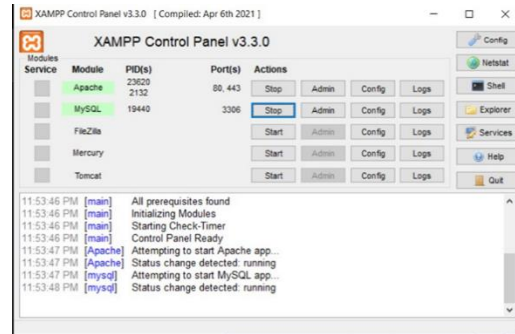 XAMPP Control Panel v3.3.0 [ Compiled: Apr 6th 2021 ]
XAMPP Control Panel v3.3.0
Config
Modules
Service Module PID(s) Port(s) Actions
Netstat
Apache 23620 2132 80, 443 Stop Admin Config Logs
Shell
MySQL 19440 3306 Stop Admin Config Logs
Explorer
FileZilla Start Admin Config Logs
Services
Mercury Start Admin Config Logs
Help
Tomcat Start Admin Config Logs
Quit
11:53:46 PM [main] All prerequisites found
11:53:46 PM [main] Initializing Modules
11:53:46 PM [main] Starting Check-Timer
11:53:46 PM [main] Control Panel Ready
11:53:47 PM [Apache] Attempting to start Apache app...
11:53:47 PM [Apache] Status change detected: running
11:53:47 PM [mysql] Attempting to start MySQL app...
11:53:48 PM [mysql] Status change detected: running